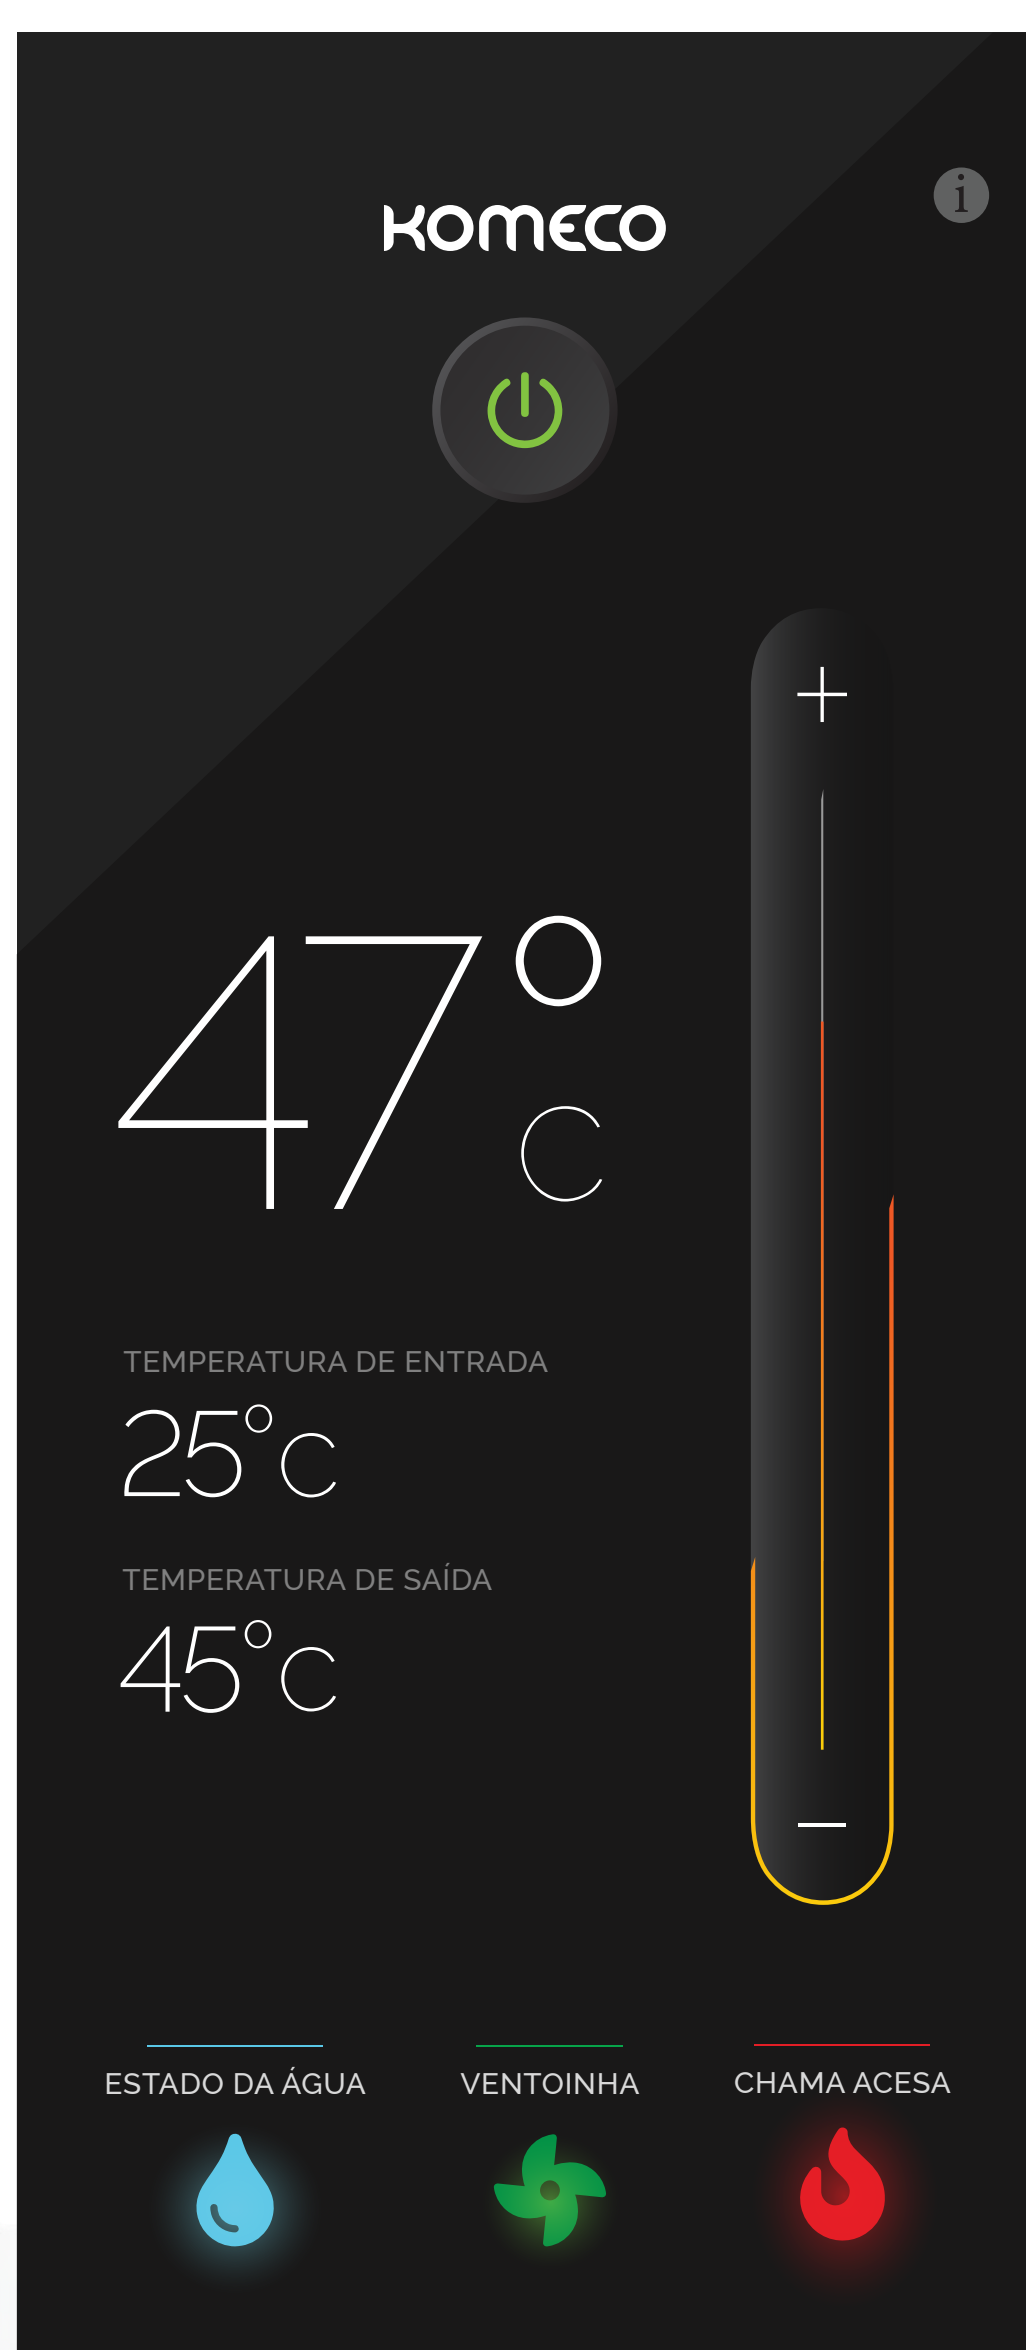 KOMECO
i
+
47°C
TEMPERATURA DE ENTRADA
25°C
TEMPERATURA DE SAÍDA
45°C
—
ESTADO DA ÁGUA
VENTOINHA
CHAMA ACESA